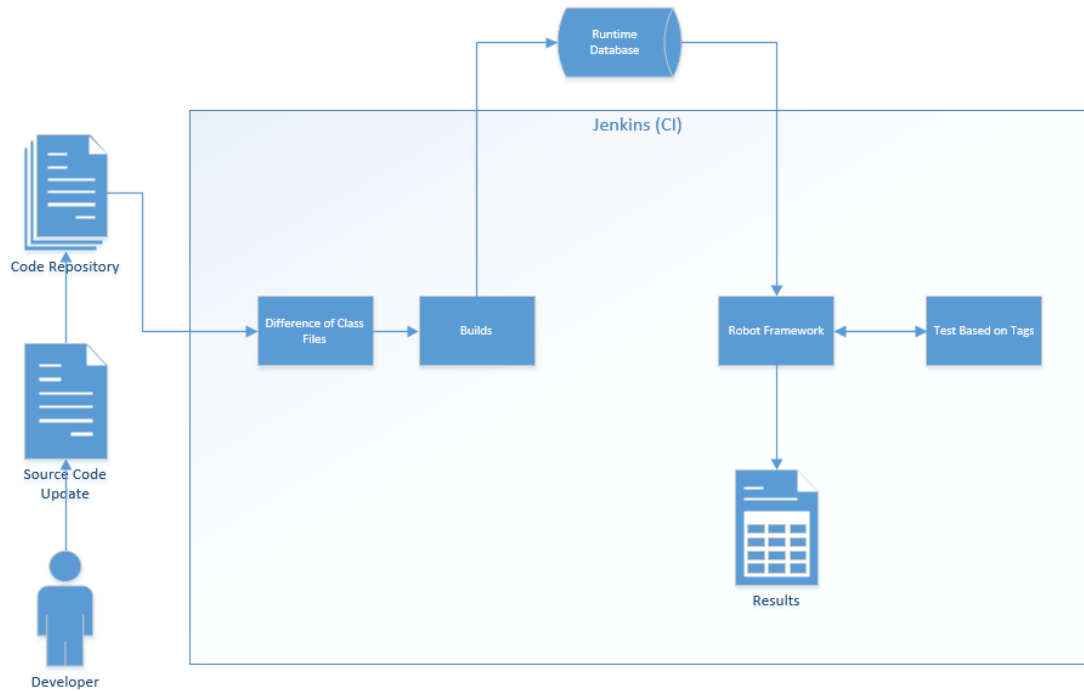 Runtime
Database
Jenkins (CI)
Code Repository
Difference of Class
Files
Builds
Robot Framework
Test Based on Tags
Source Code
Update
Results
Developer